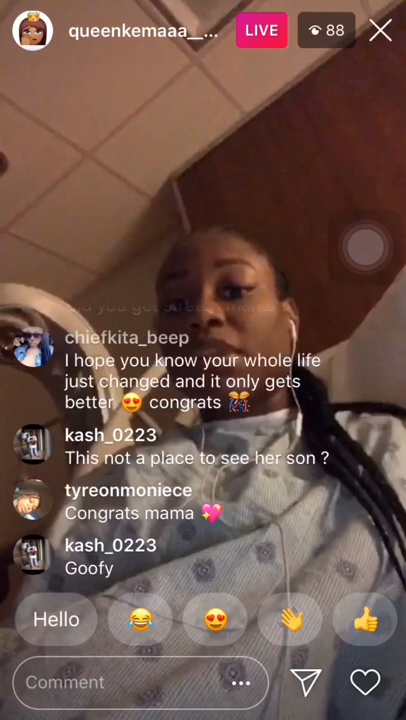 queenkemaaa__...
LIVE
88
chiefkita_beep
I hope you know your whole life
just changed and it only gets
better 😍 congrats 🎊
kash_0223
This not a place to see her son ?
tyreonmoniece
Congrats mama 💖
kash_0223
Goofy
Hello
Comment